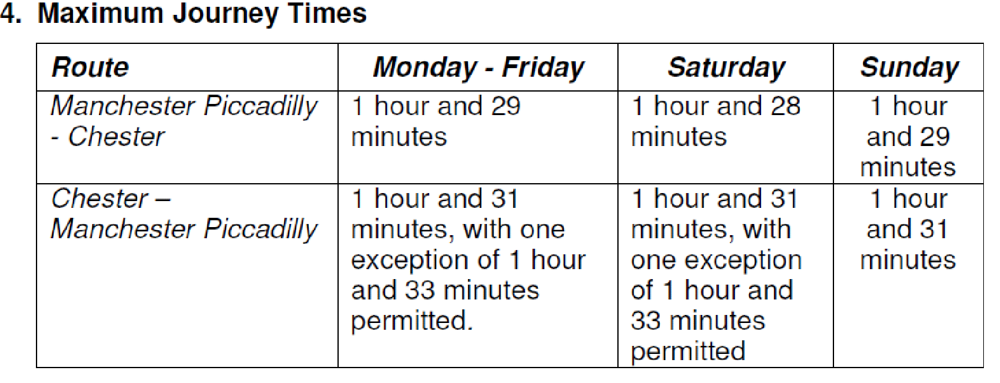 4. Maximum Journey Times
Route Monday - Friday Saturday Sunday
Manchester Piccadilly
- Chester
1 hour and 29
minutes
1 hour and 28
minutes
1 hour
and 29
minutes
Chester –
Manchester Piccadilly
1 hour and 31
minutes, with one
exception of 1 hour
and 33 minutes
permitted.
1 hour and 31
minutes, with
one exception
of 1 hour and
33 minutes
permitted
1 hour
and 31
minutes